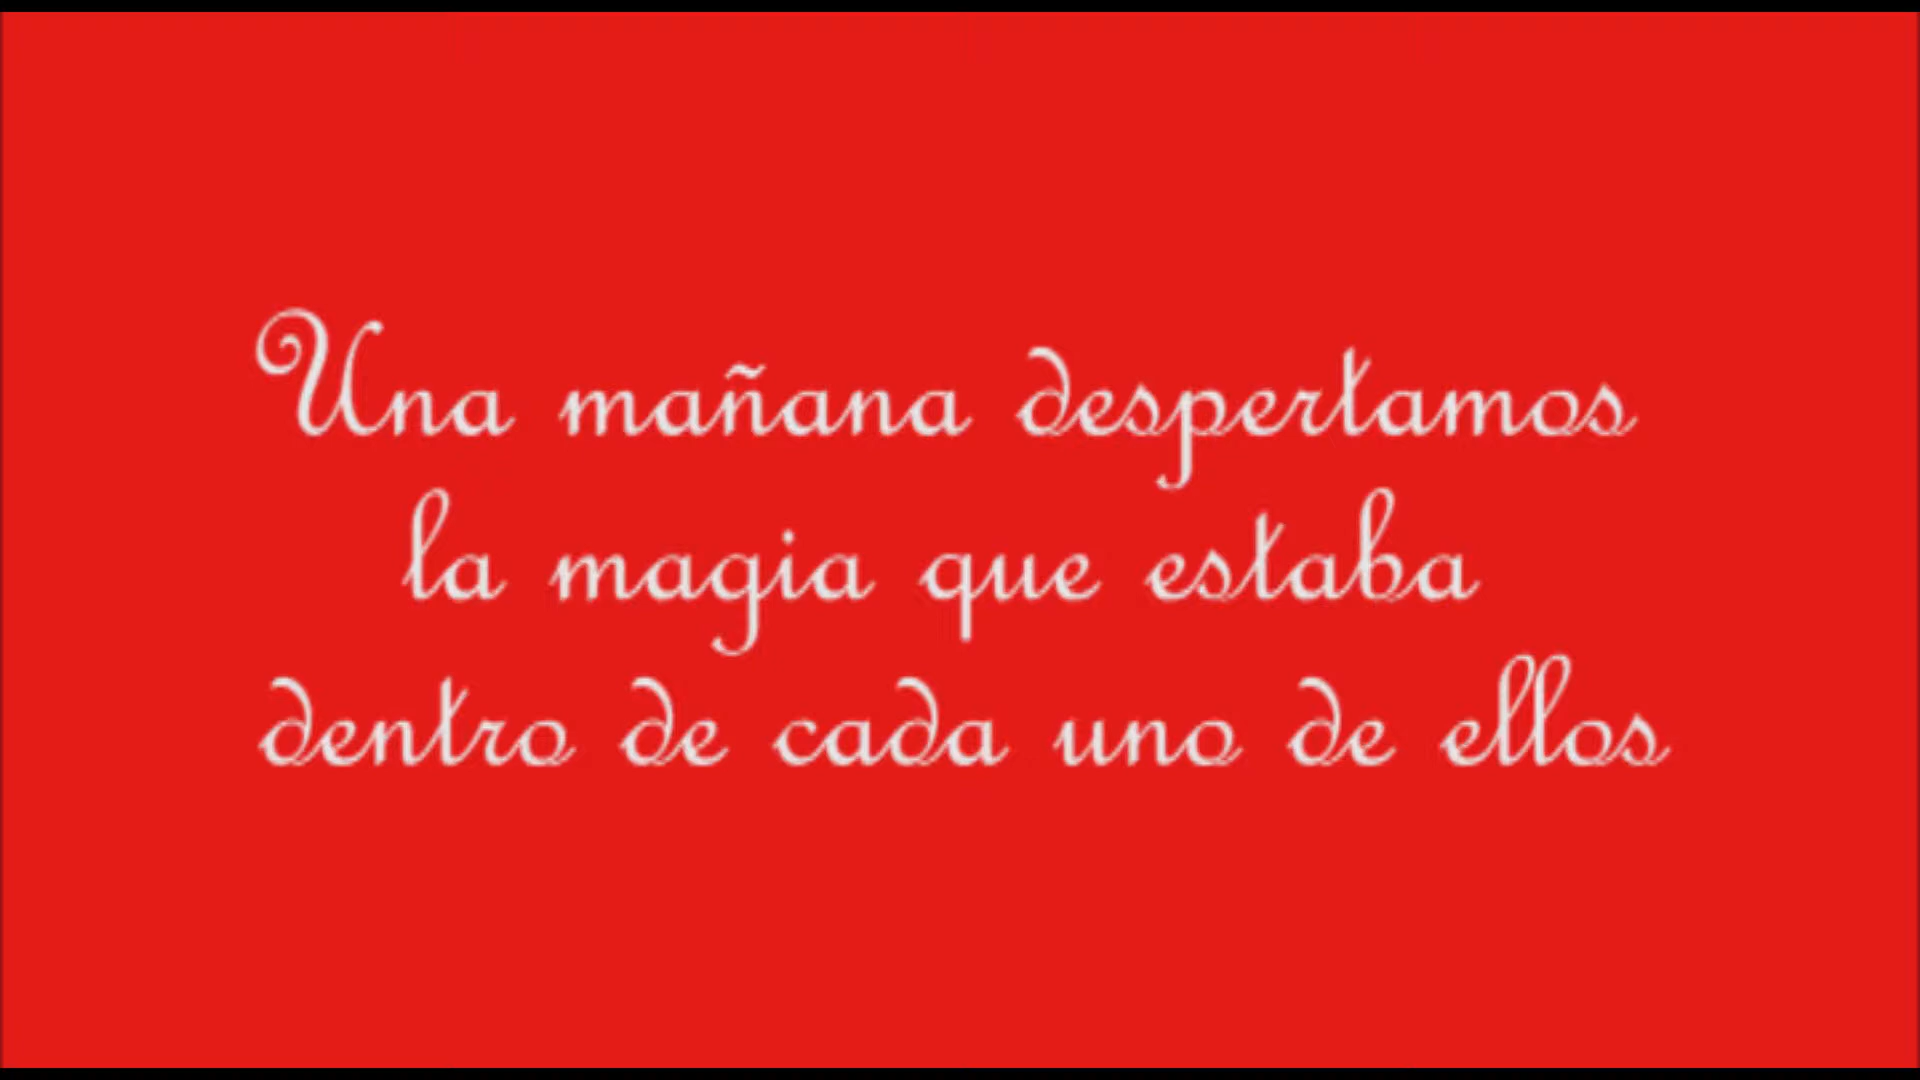 Una mañana despertamos
la magia que estaba
dentro de cada uno de ellos